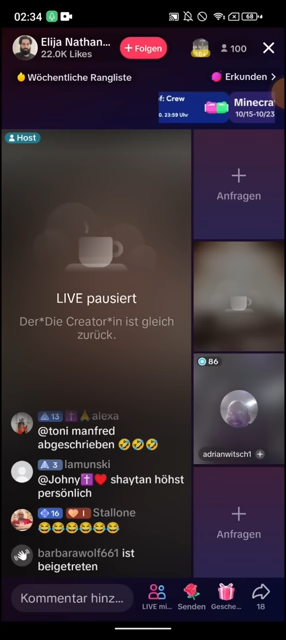 02:34
68
Elija Nathan...
22.0K Likes
+ Folgen
100
Wöchentliche Rangliste
Erkunden >
f: Crew
0. 23:59 Uhr
Minecra
10/15-10/23
Host
Anfragen
LIVE pausiert
Der*Die Creator*in ist gleich
zurück.
86
adrianwitsch1
13 alexa
@toni manfred
abgeschrieben 🤣🤣🤣
3 lamunski
@Johny✝️❤️ shaytan höhst
persönlich
16 I Stallone
😂😂😂😂😂😂
barbarawolf661 ist
beigetreten
Anfragen
Kommentar hinz...
LIVE mi...
Senden
Gesche...
18